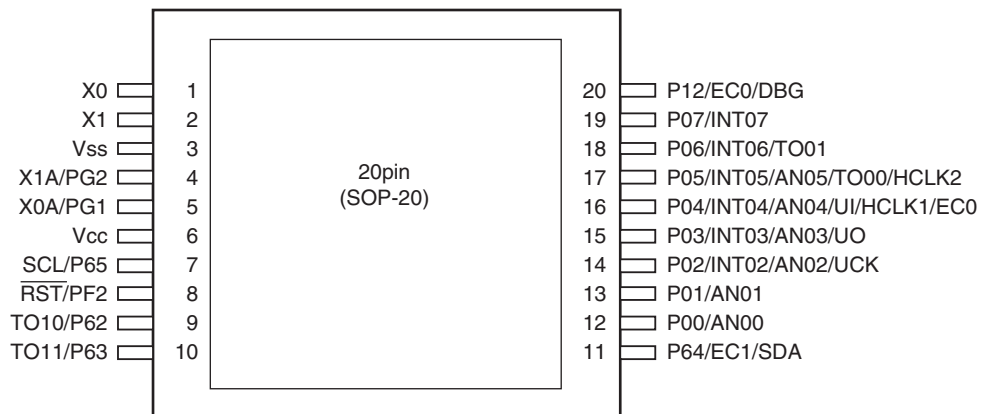 X0 1 20 P12/EC0/DBG
X1 2 19 P07/INT07
Vss 3 18 P06/INT06/TO01
X1A/PG2 4 17 P05/INT05/AN05/TO00/HCLK2
X0A/PG1 5 16 P04/INT04/AN04/UI/HCLK1/EC0
Vcc 6 15 P03/INT03/AN03/UO
SCL/P65 7 14 P02/INT02/AN02/UCK
RST/PF2 8 13 P01/AN01
TO10/P62 9 12 P00/AN00
TO11/P63 10 11 P64/EC1/SDA
20pin
(SOP-20)